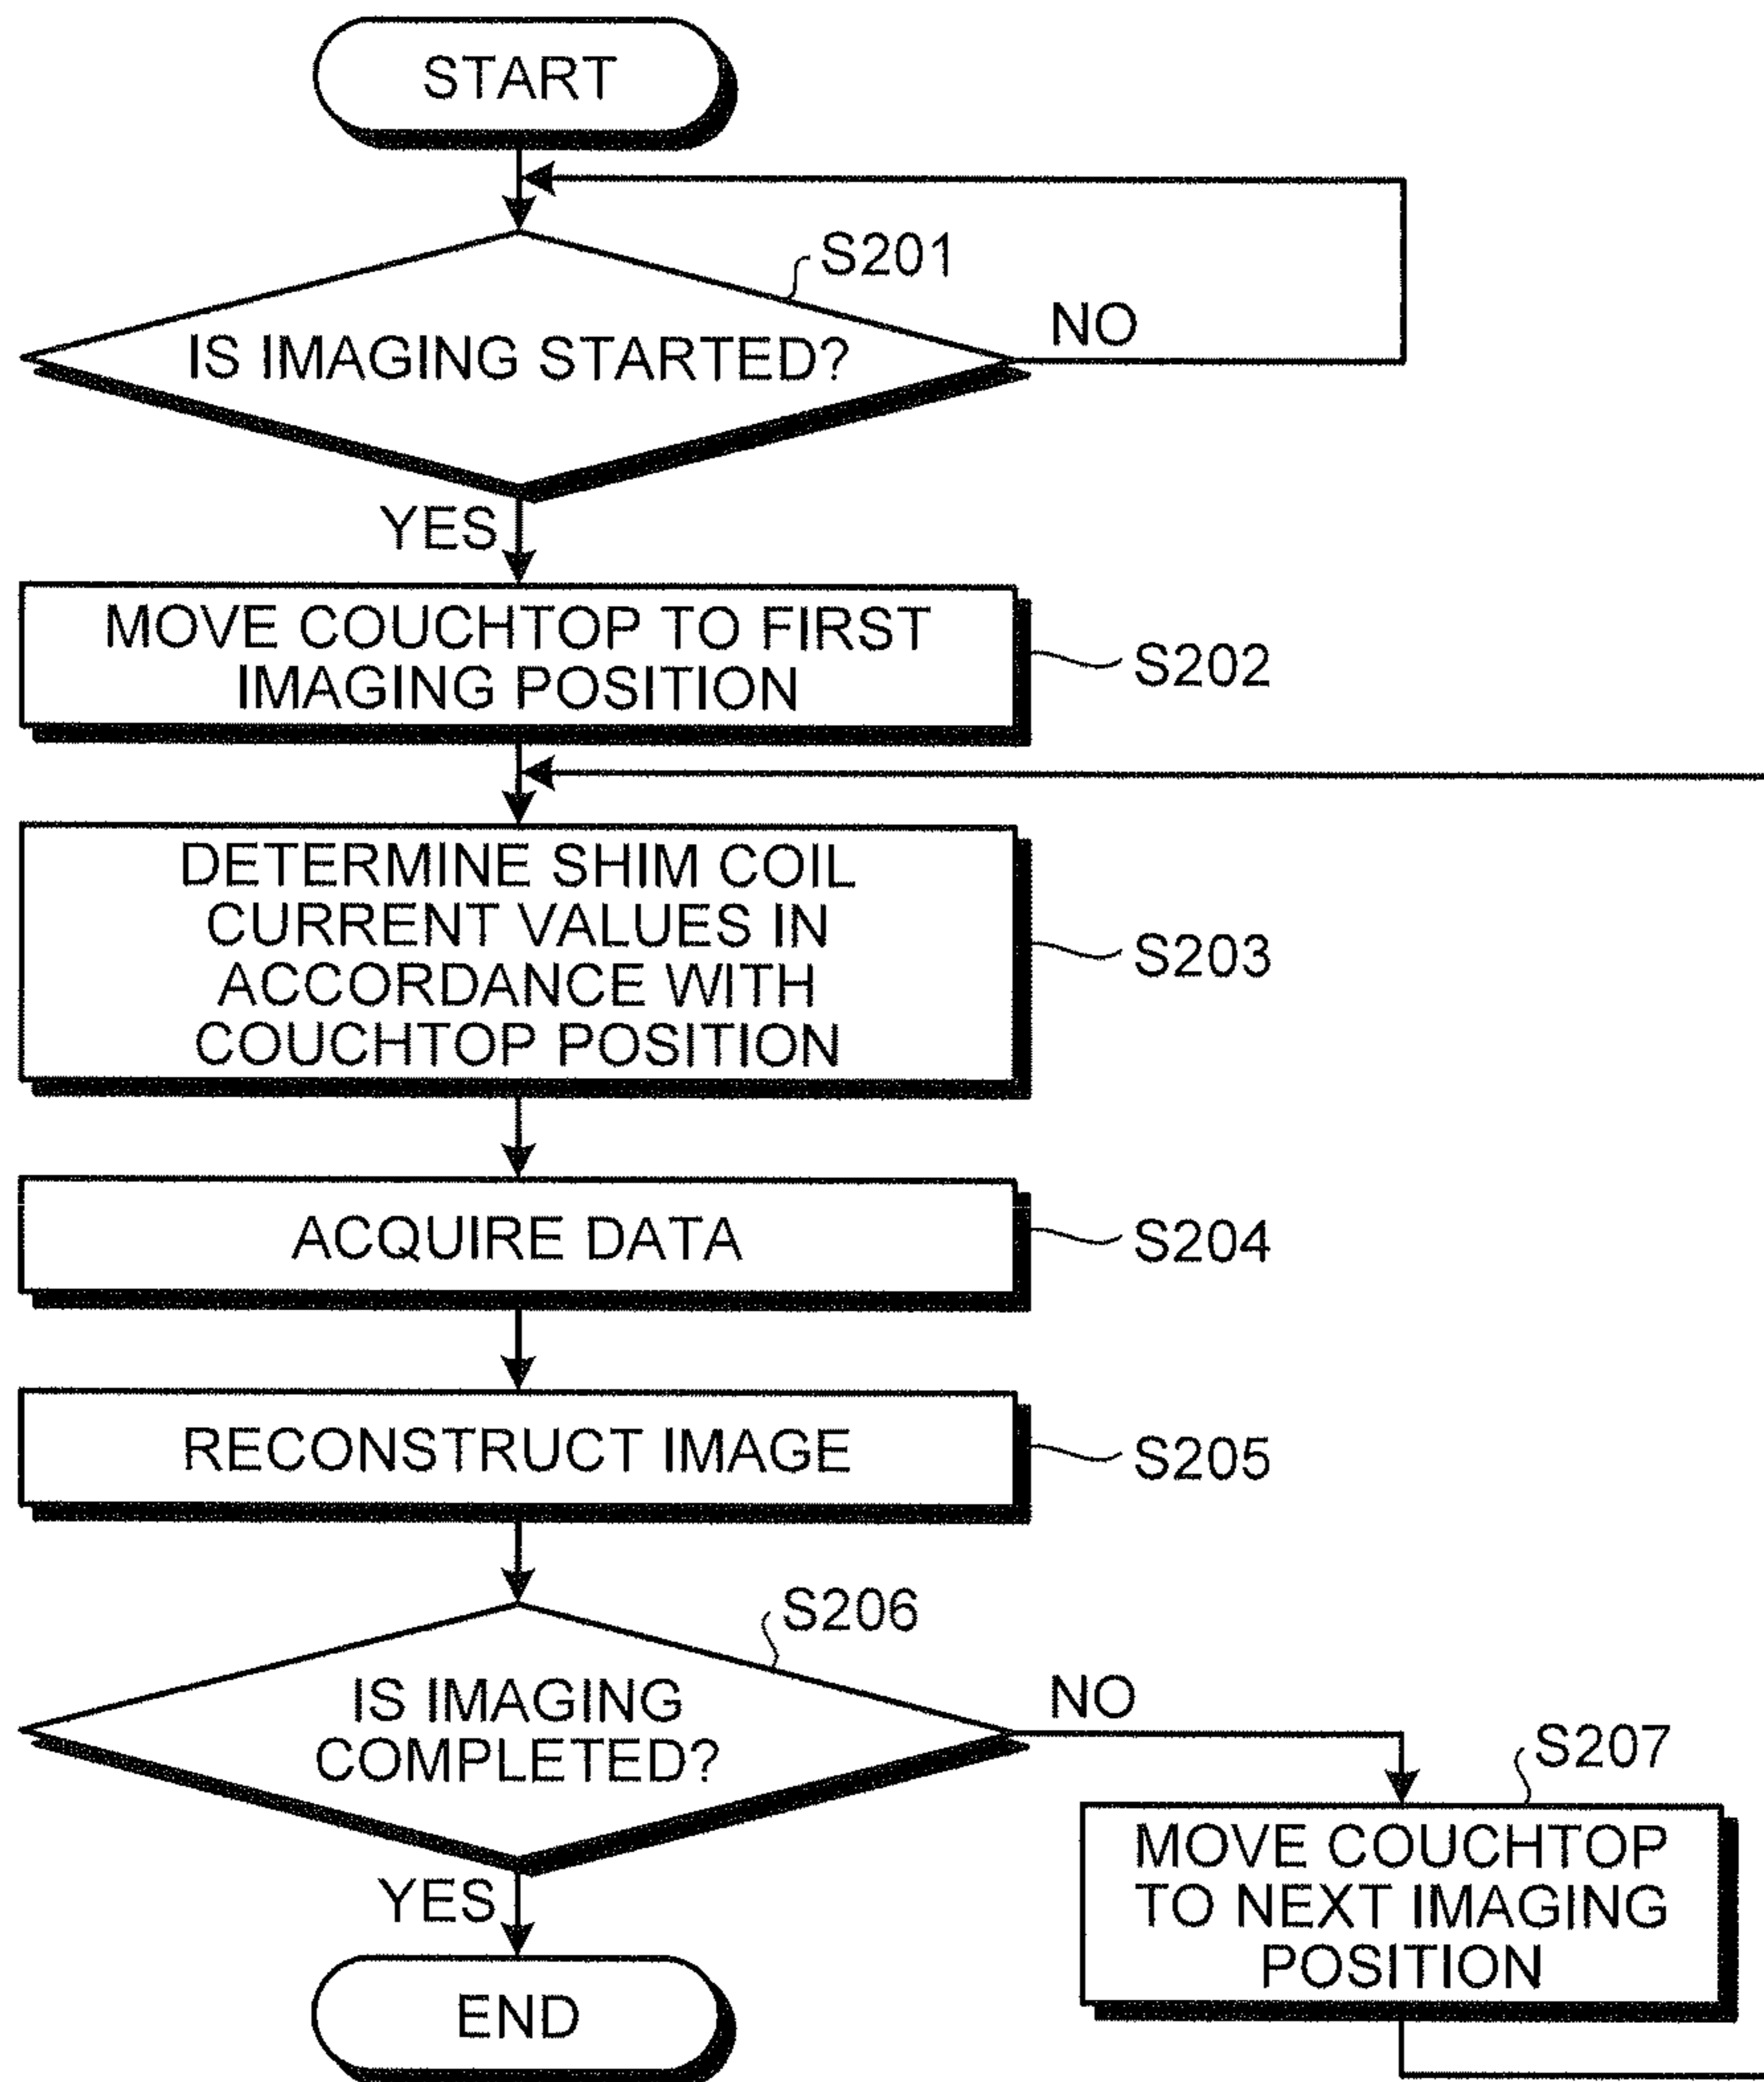 START
S201
IS IMAGING STARTED?
NO
YES
MOVE COUCHTOP TO FIRST
IMAGING POSITION
S202
DETERMINE SHIM COIL
CURRENT VALUES IN
ACCORDANCE WITH
COUCHTOP POSITION
S203
ACQUIRE DATA
S204
RECONSTRUCT IMAGE
S205
S206
IS IMAGING
COMPLETED?
NO
S207
MOVE COUCHTOP
TO NEXT IMAGING
POSITION
YES
END